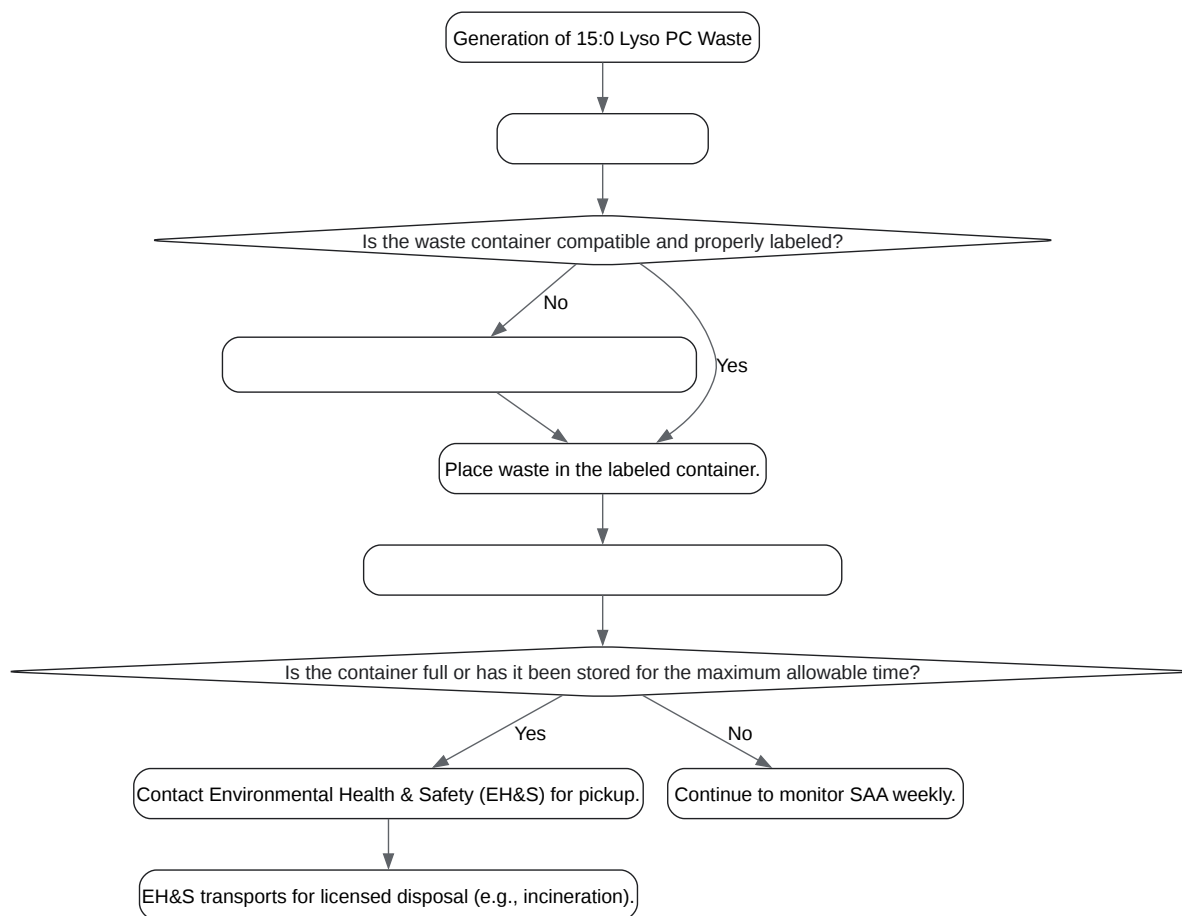 Generation of 15:0 Lyso PC Waste
Is the waste container compatible and properly labeled?
No
Yes
Place waste in the labeled container.
Is the container full or has it been stored for the maximum allowable time?
Yes
No
Contact Environmental Health & Safety (EH&S) for pickup.
Continue to monitor SAA weekly.
EH&S transports for licensed disposal (e.g., incineration).